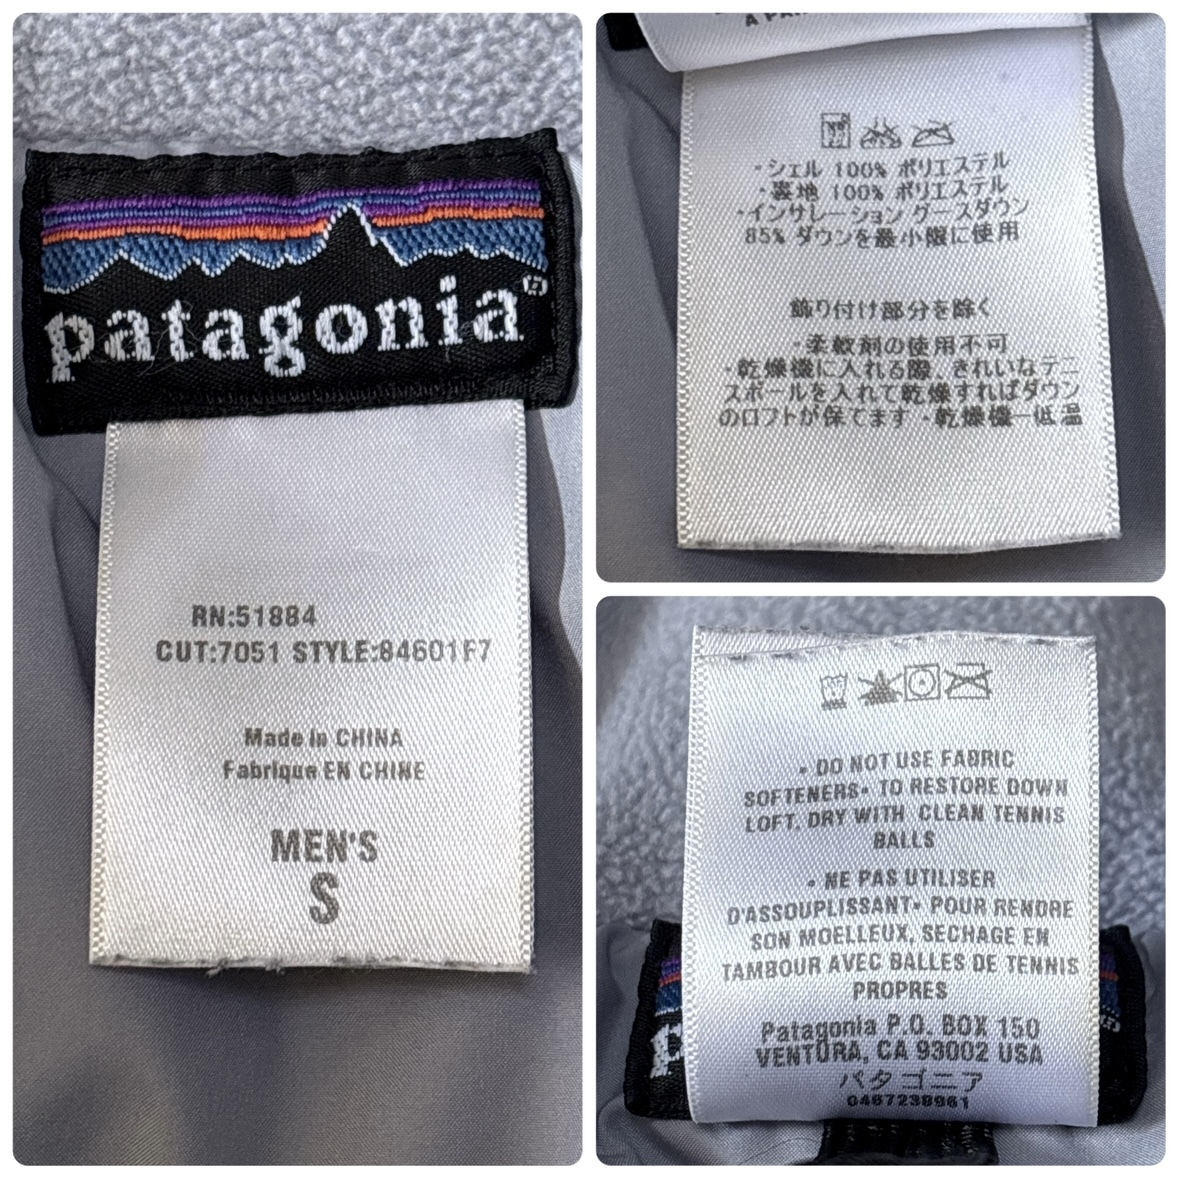 patagonia®
RN:51884
CUT:7051 STYLE:84601F7
Made in CHINA
Fabriqué EN CHINE
MEN'S
S
・シェル 100% ポリエステル
・裏地 100% ポリエステル
・インサレーション グースダウン
85% ダウンを最小限に使用
飾り付け部分を除く
・柔軟剤の使用不可
・乾燥機に入れる際、きれいなテニ
スボールを入れて乾燥すればダウン
のロフトが保てます ・乾燥機ー低温
• DO NOT USE FABRIC
SOFTENERS• TO RESTORE DOWN
LOFT, DRY WITH CLEAN TENNIS
BALLS
• NE PAS UTILISER
D'ASSOUPLISSANT• POUR RENDRE
SON MOELLEUX, SECHAGE EN
TAMBOUR AVEC BALLES DE TENNIS
PROPRES
Patagonia P.O. BOX 150
VENTURA, CA 93002 USA
パタゴニア
0467238961